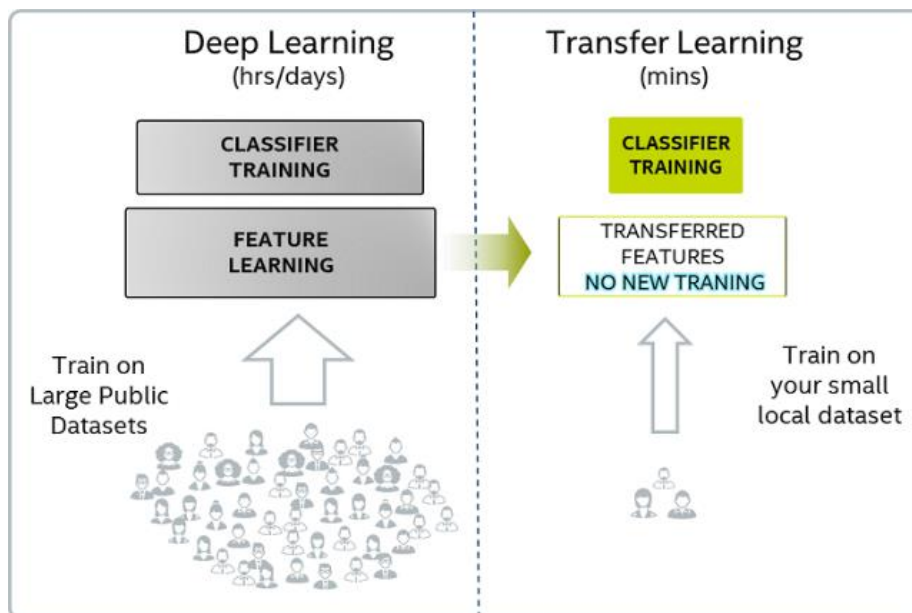 Deep Learning
(hrs/days)
CLASSIFIER
TRAINING
FEATURE
LEARNING
Train on
Large Public
Datasets
Transfer Learning
(mins)
CLASSIFIER
TRAINING
TRANSFERRED
FEATURES
NO NEW TRANING
Train on
your small
local dataset